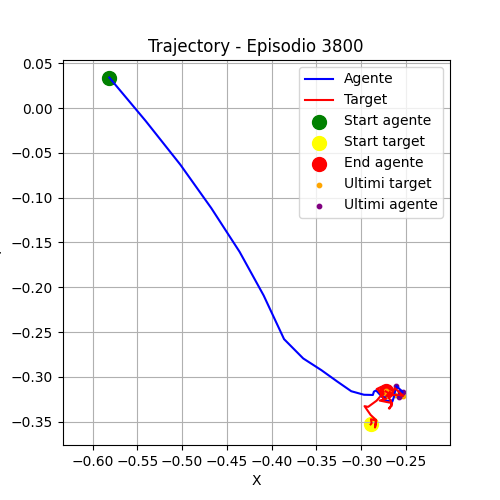 Trajectory - Episodio 3800
0.05
0.00
−0.05
−0.10
−0.15
−0.20
−0.25
−0.30
−0.35
Agente
Target
Start agente
Start target
End agente
Ultimi target
Ultimi agente
−0.60 −0.55 −0.50 −0.45 −0.40 −0.35 −0.30 −0.25
X